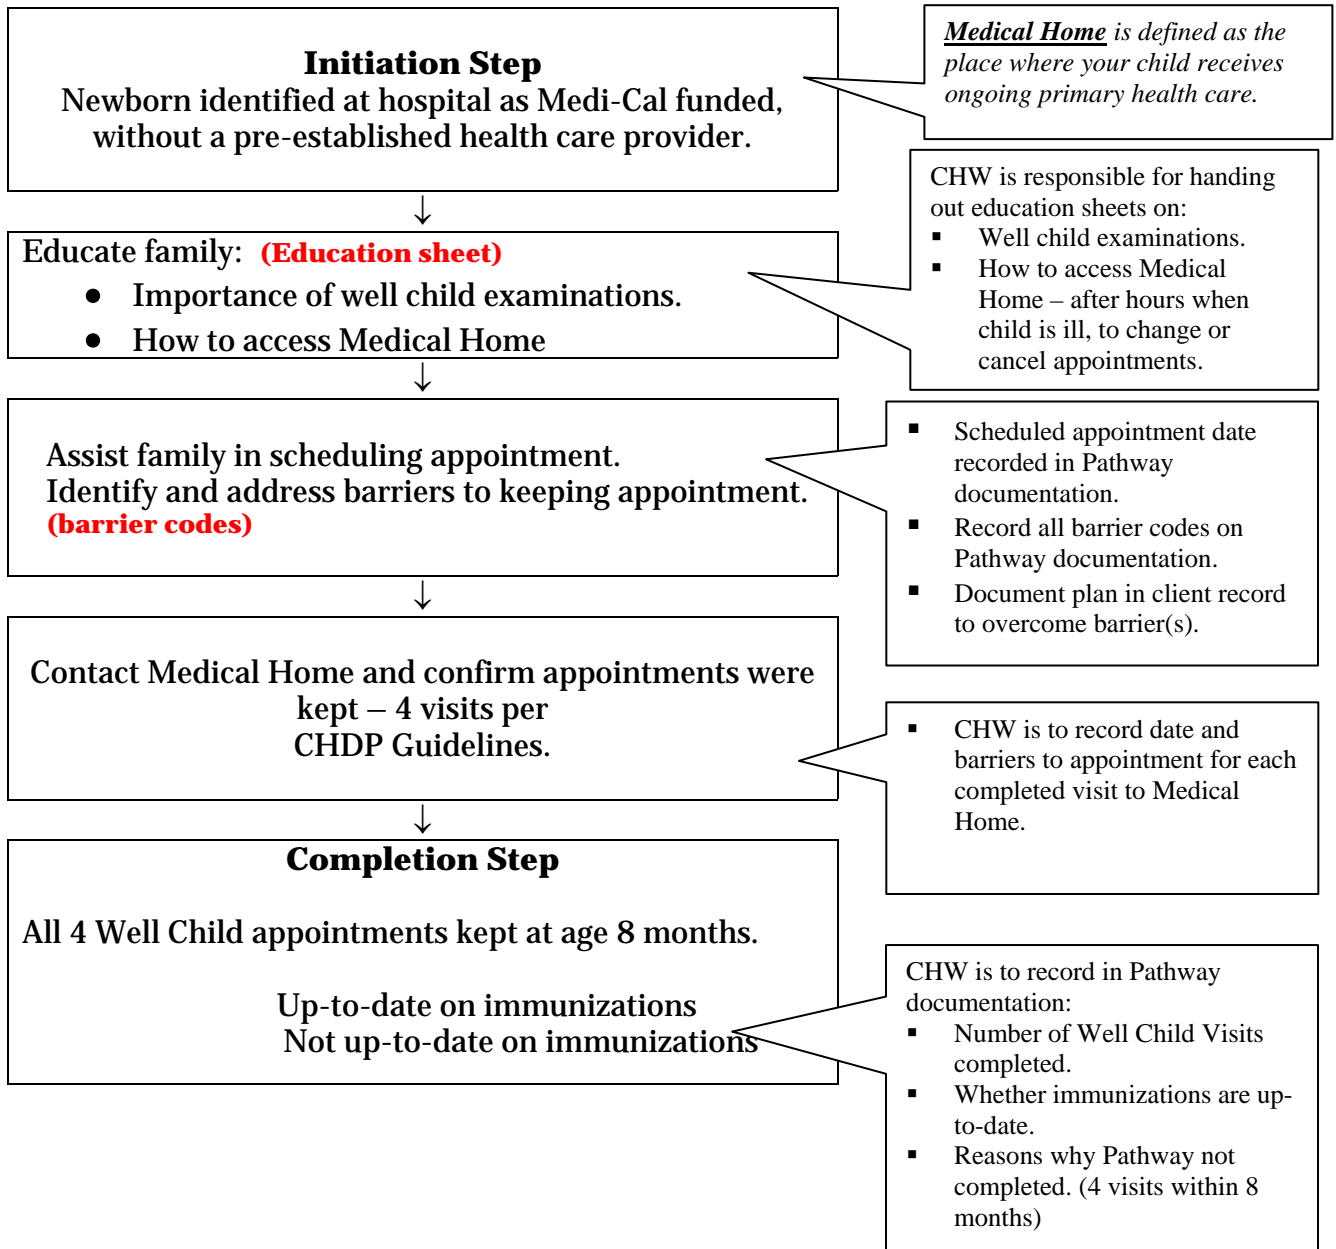 Initiation Step
Newborn identified at hospital as Medi-Cal funded,
without a pre-established health care provider.
Medical Home is defined as the
place where your child receives
ongoing primary health care.
↓
Educate family: (Education sheet)
● Importance of well child examinations.
● How to access Medical Home
CHW is responsible for handing
out education sheets on:
▪ Well child examinations.
▪ How to access Medical
Home – after hours when
child is ill, to change or
cancel appointments.
↓
Assist family in scheduling appointment.
Identify and address barriers to keeping appointment.
(barrier codes)
▪ Scheduled appointment date
recorded in Pathway
documentation.
▪ Record all barrier codes on
Pathway documentation.
▪ Document plan in client record
to overcome barrier(s).
↓
Contact Medical Home and confirm appointments were
kept – 4 visits per
CHDP Guidelines.
▪ CHW is to record date and
barriers to appointment for each
completed visit to Medical
Home.
↓
Completion Step
All 4 Well Child appointments kept at age 8 months.
Up-to-date on immunizations
Not up-to-date on immunizations
CHW is to record in Pathway
documentation:
▪ Number of Well Child Visits
completed.
▪ Whether immunizations are up-
to-date.
▪ Reasons why Pathway not
completed. (4 visits within 8
months)